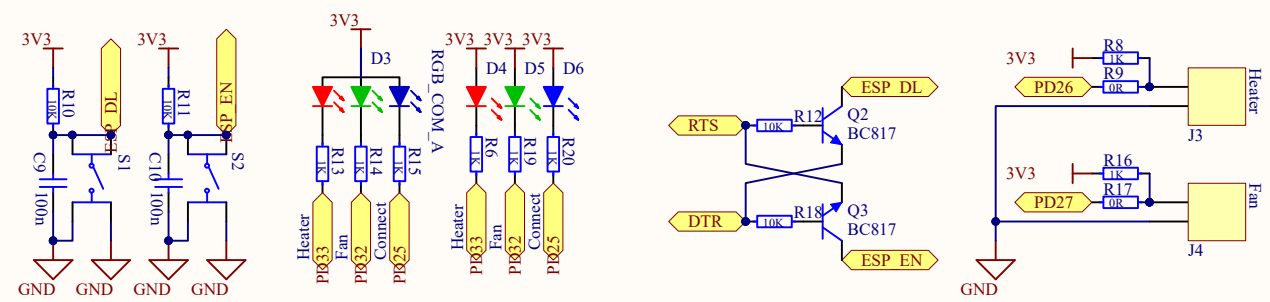 3V3
R10
10K
ESP_DL
C9
100n
S1
GND
GND
3V3
R11
10K
ESP_EN
C10
100n
S2
GND
GND
3V3
D3
RGB_COM_A
R13
1K
R14
1K
R15
1K
Heater
PD33
Fan
PD32
Connect
PD25
3V3
3V3
3V3
D4
D5
D6
R6
1K
R19
1K
R20
1K
Heater
PD33
Fan
PD32
Connect
PD25
RTS
R12
10K
Q2
BC817
ESP_DL
DTR
R18
10K
Q3
BC817
ESP_EN
3V3
R8
1K
R9
0R
PD26
Heater
J3
3V3
R16
1K
R17
0R
PD27
Fan
J4
GND